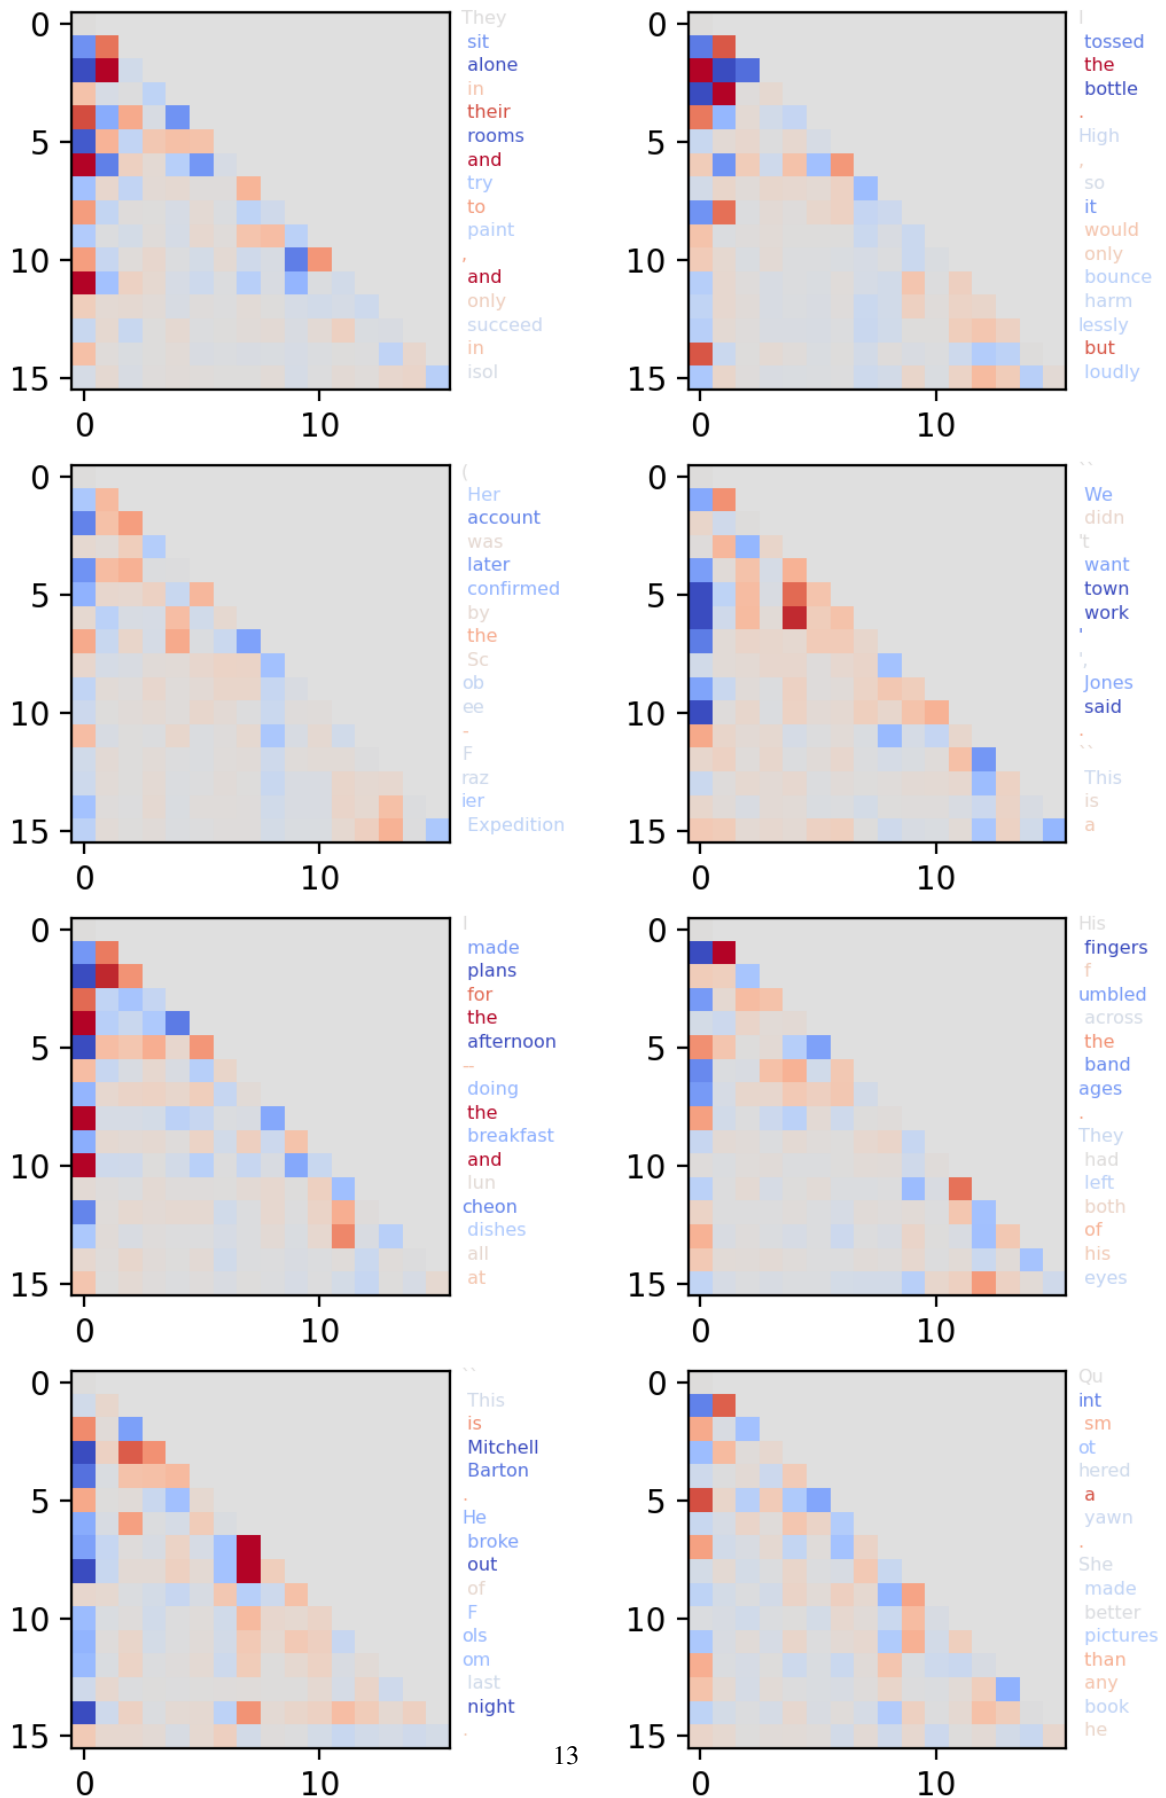 0
5
10
15
0
10
They
sit
alone
in
their
rooms
and
try
to
paint
,
and
only
succeed
in
isol
0
5
10
15
0
10
I
tossed
the
bottle
.
High
,
so
it
would
only
bounce
harm
lessly
but
loudly
0
5
10
15
0
10
(
Her
account
was
later
confirmed
by
the
Sc
ob
ee
-
F
raz
ier
Expedition
0
5
10
15
0
10
``
We
didn
't
want
town
work
'
',
Jones
said
.
``
This
is
a
0
5
10
15
0
10
I
made
plans
for
the
afternoon
--
doing
the
breakfast
and
lun
cheon
dishes
all
at
0
5
10
15
0
10
His
fingers
f
umbled
across
the
band
ages
.
They
had
left
both
of
his
eyes
0
5
10
15
0
10
``
This
is
Mitchell
Barton
.
He
broke
out
of
F
ols
om
last
night
.
0
5
10
15
0
10
Qu
int
sm
ot
hered
a
yawn
.
She
made
better
pictures
than
any
book
he
13